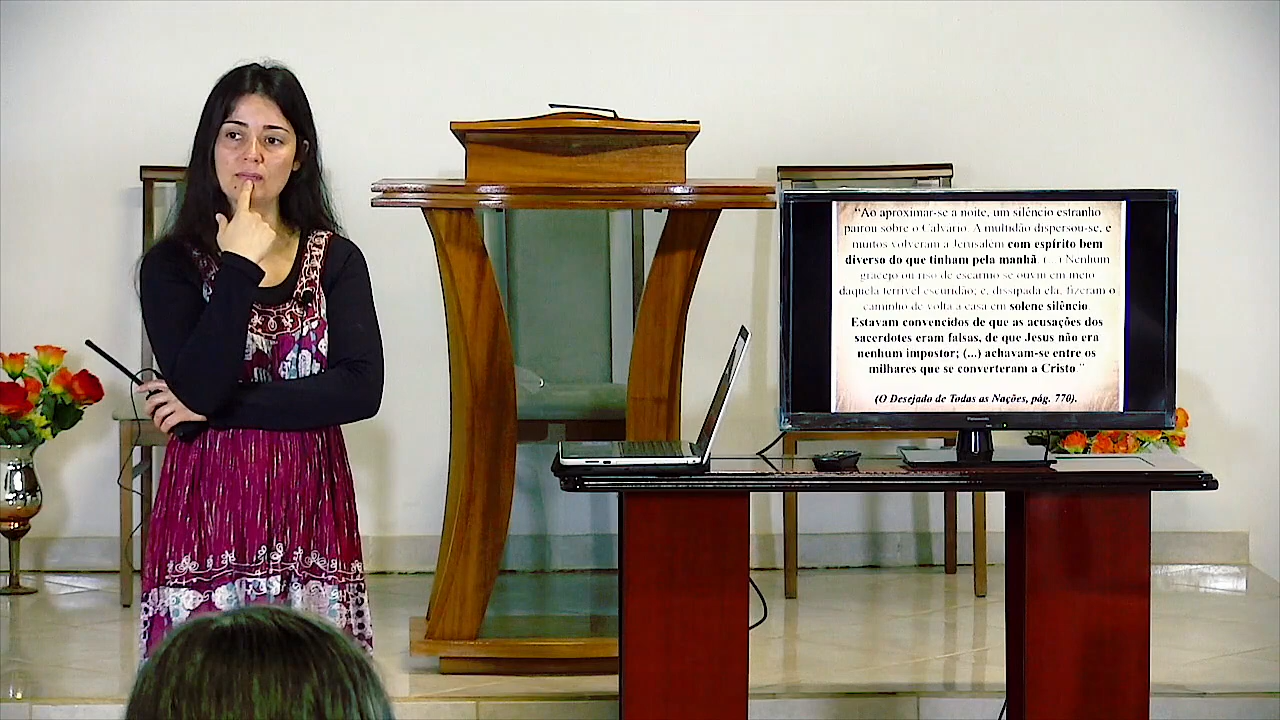 “Ao aproximar-se a noite, um silêncio estranho
pairou sobre o Calvário. A multidão dispersou-se, e
muitos volveram a Jerusalém com espírito bem
diverso do que tinham pela manhã. (...) Nenhum
gracejo ou riso de escárnio se ouviu em meio
daquela terrível escuridão; e, dissipada ela, fizeram o
caminho de volta a casa em solene silêncio.
Estavam convencidos de que as acusações dos
sacerdotes eram falsas, de que Jesus não era
nenhum impostor; (...) achavam-se entre os
milhares que se converteram a Cristo.”
(O Desejado de Todas as Nações, pág. 770).
Panasonic